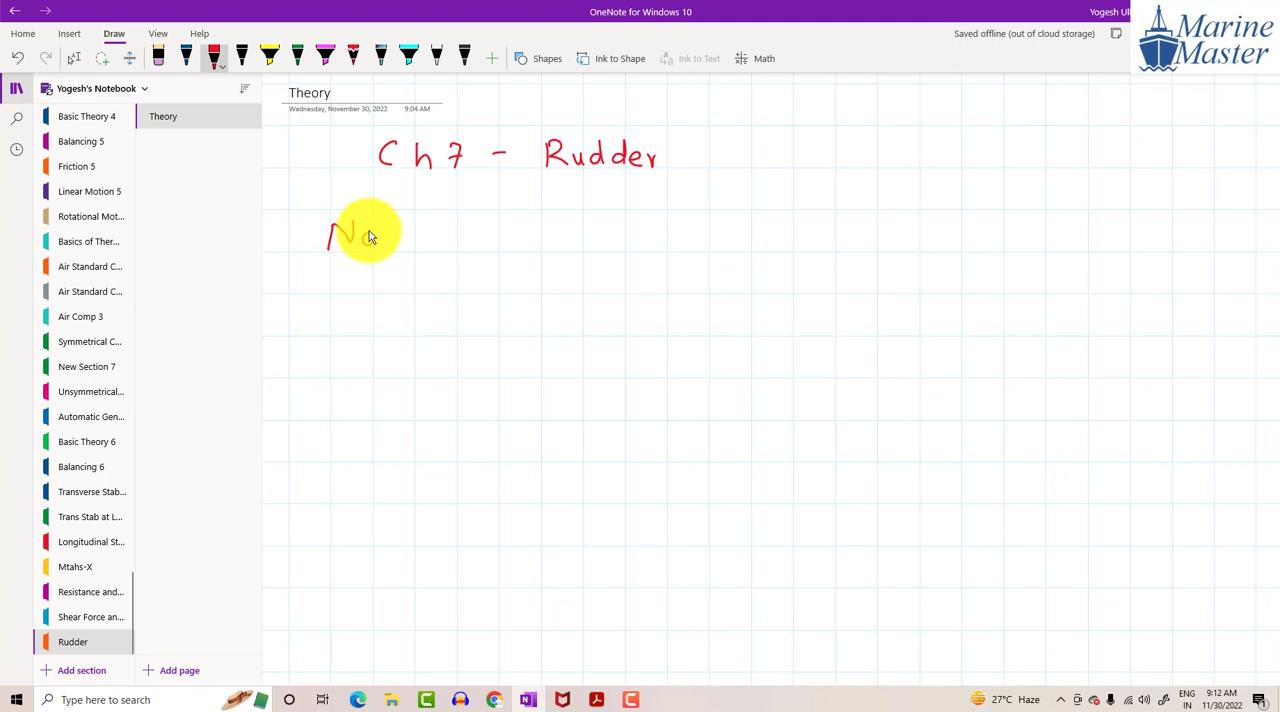 OneNote for Windows 10
Yogesh Ull
Marine Master
Home Insert Draw View Help
Saved offline (out of cloud storage)
Shapes Ink to Shape Ink to Text Math
Yogesh's Notebook
Theory
Wednesday, November 30, 2022 9:04 AM
Ch 7 - Rudder
No
Basic Theory 4
Balancing 5
Friction 5
Linear Motion 5
Rotational Mot...
Basics of Ther...
Air Standard C...
Air Standard C...
Air Comp 3
Symmetrical C...
New Section 7
Unsymmetrical...
Automatic Gen...
Basic Theory 6
Balancing 6
Transverse Stab...
Trans Stab at L...
Longitudinal St...
Mtahs-X
Resistance and...
Shear Force an...
Rudder
Theory
Add section
Add page
Type here to search
27°C Haze
ENG
IN
9:12 AM
11/30/2022